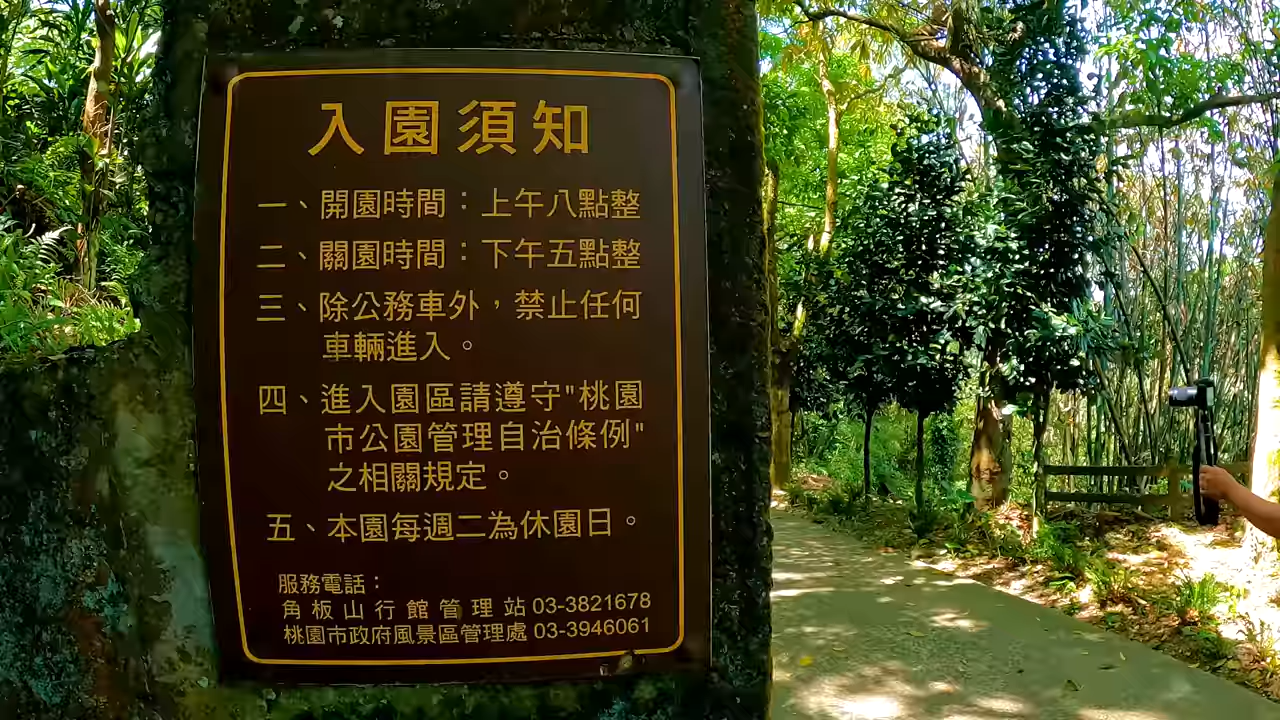 入園須知
一、開園時間：上午八點整
二、關園時間：下午五點整
三、除公務車外，禁止任何
車輛進入。
四、進入園區請遵守"桃園
市公園管理自治條例"
之相關規定。
五、本園每週二為休園日。
服務電話：
角板山行館管理站 03-3821678
桃園市政府風景區管理處 03-3946061